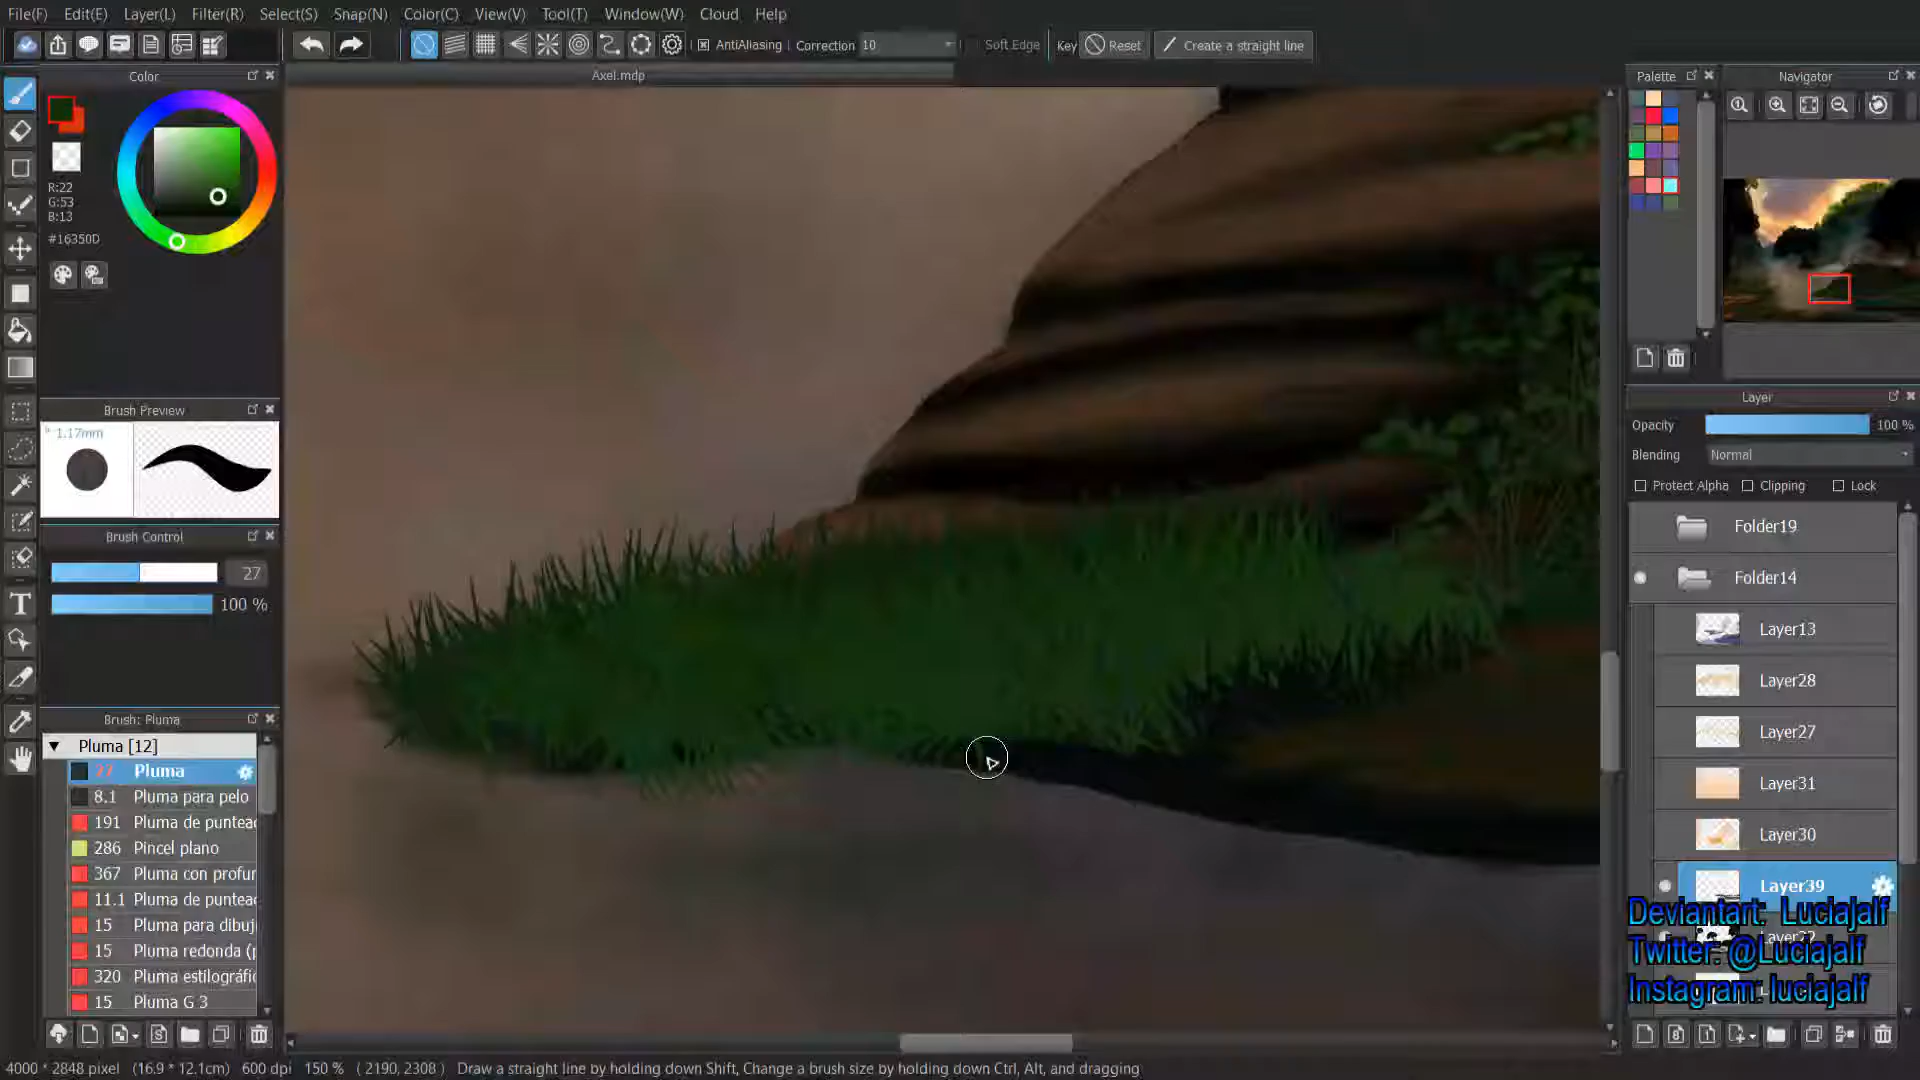 File(F) Edit(E) Layer(L) Filter(R) Select(S) Snap(N) Color(C) View(V) Tool(T) Window(W) Cloud Help
AntiAliasing Correction 10 Soft Edge Key Reset Create a straight line
Color
Axel.mdp
Palette
Navigator
R:22
G:53
B:13
#16350D
Brush Preview
1.17mm
Brush Control
27
100 %
Brush: Pluma
Pluma [12]
27 Pluma
8.1 Pluma para pelo
191 Pluma de puntead
286 Pincel plano
367 Pluma con profun
11.1 Pluma de puntead
15 Pluma para dibuj
15 Pluma redonda (p
320 Pluma estilográfic
15 Pluma G 3
Layer
Opacity 100 %
Blending Normal
Protect Alpha Clipping Lock
Folder19
Folder14
Layer13
Layer28
Layer27
Layer31
Layer30
Layer39
Deviantart: Luciajalf
Layer22
Twitter: @Luciajalf
Instagram: luciajalf
4000 * 2848 pixel (16.9 * 12.1cm) 600 dpi 150 % ( 2190, 2308 ) Draw a straight line by holding down Shift, Change a brush size by holding down Ctrl, Alt, and dragging